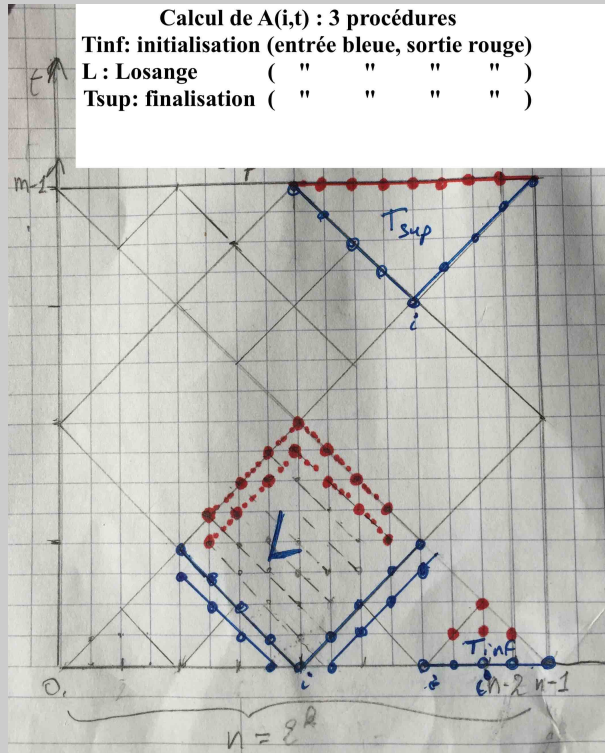 Calcul de A(i,t) : 3 procédures
Tinf: initialisation (entrée bleue, sortie rouge)
L : Losange ( " " " " )
Tsup: finalisation ( " " " " )
t
m-1
Tsup
i
L
Tinf
0. i i n-2 n-1
n = 2^k